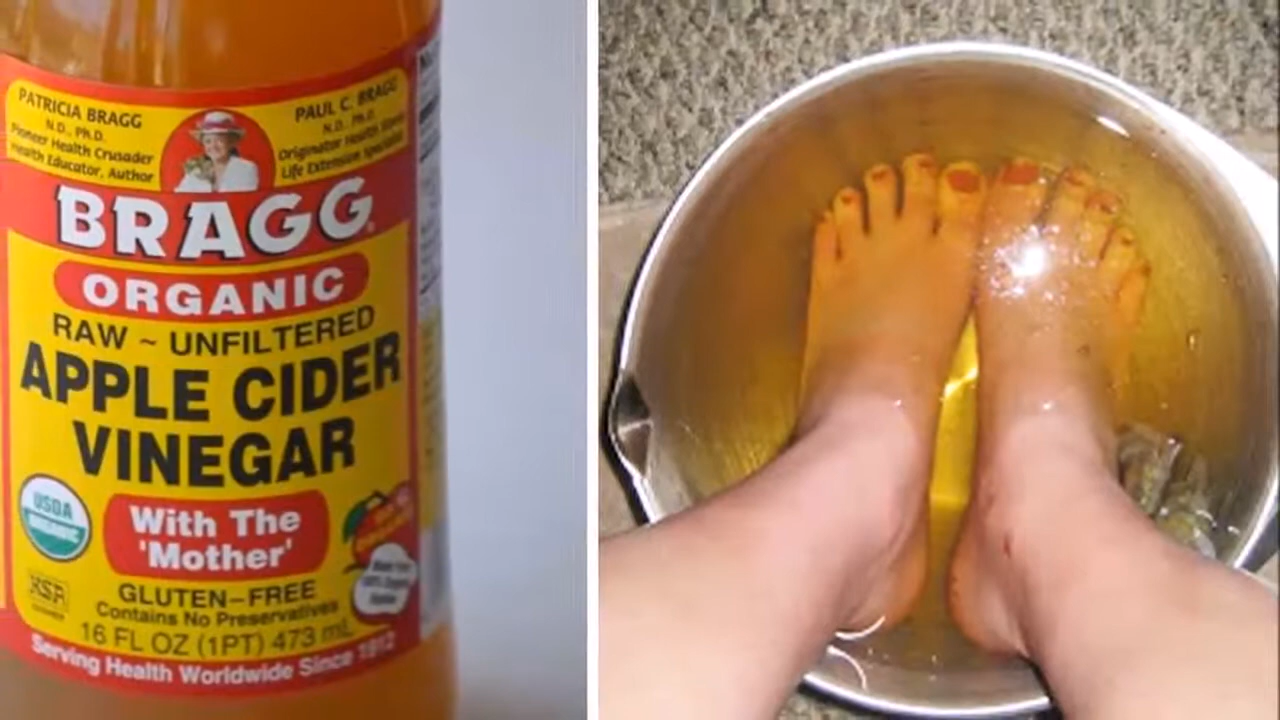 PATRICIA BRAGG
N.D., Ph.D.
Pioneer Health Crusader
Health Educator, Author
PAUL C. BRAGG
N.D., Ph.D.
Originator Health Stores
Life Extension Specialist
BRAGG
ORGANIC
RAW ~ UNFILTERED
APPLE CIDER
VINEGAR
USDA
ORGANIC
With The
'Mother'
GLUTEN-FREE
Contains No Preservatives
16 FL OZ (1PT) 473 mL
Serving Health Worldwide Since 1912